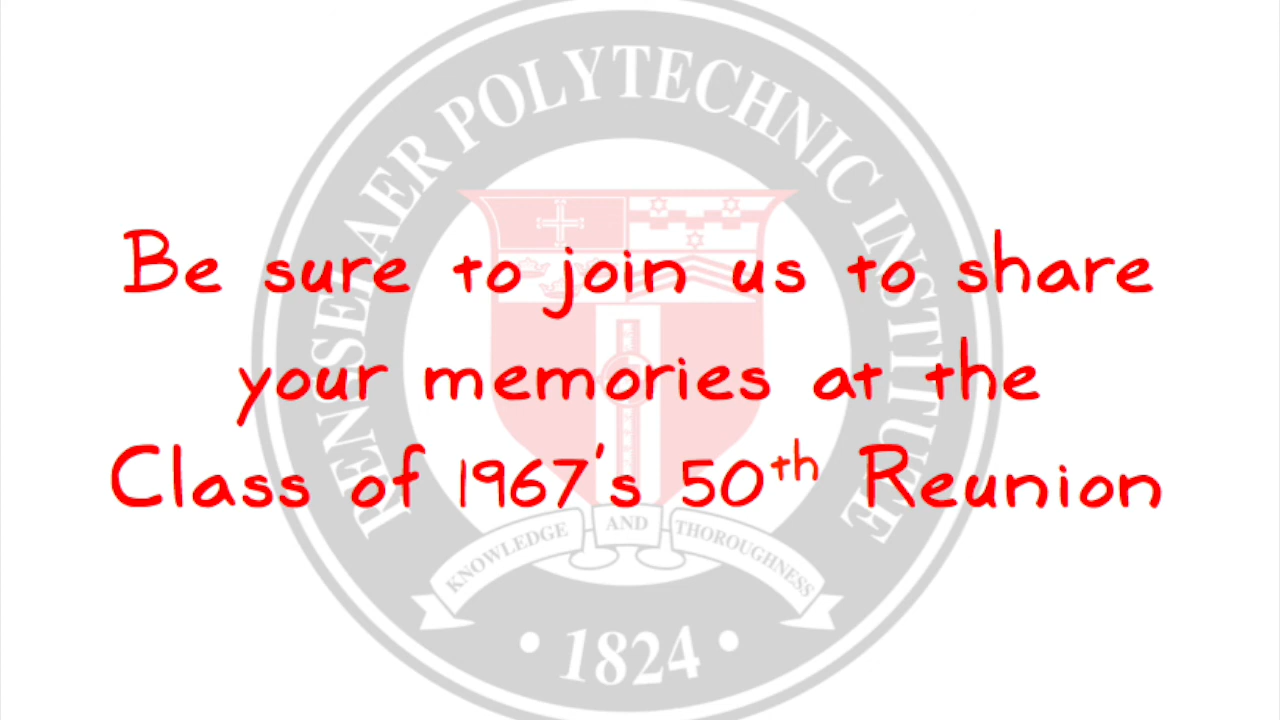 RENSSELAER POLYTECHNIC INSTITUTE
Be sure to join us to share
your memories at the
Class of 1967's 50th Reunion
KNOWLEDGE AND THOROUGHNESS
• 1824 •